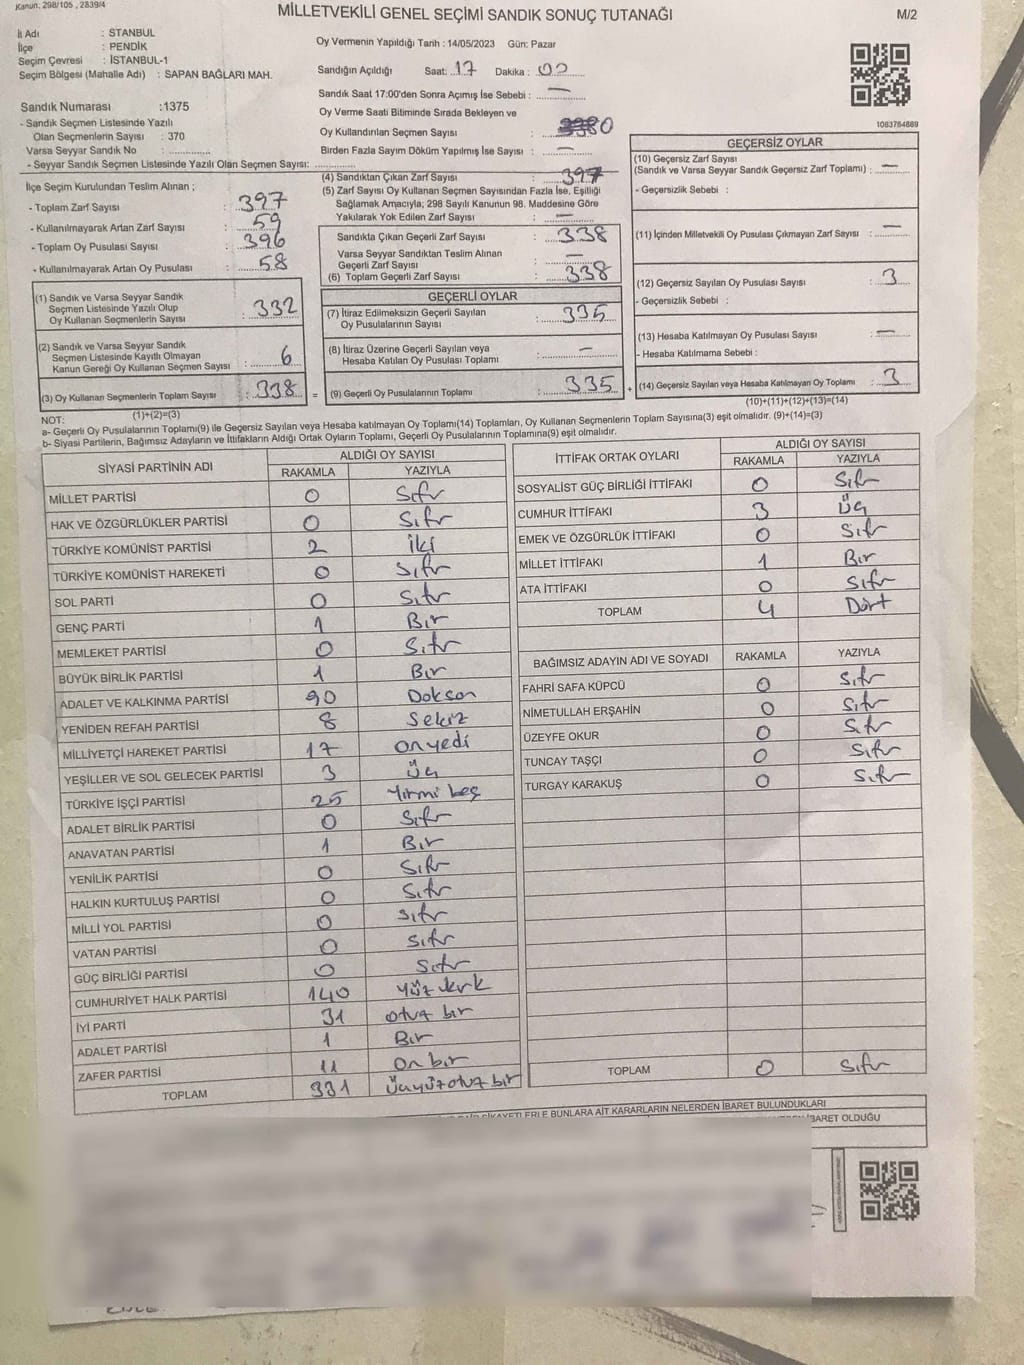 Kanun: 298/105 , 2839/4
MİLLETVEKİLİ GENEL SEÇİMİ SANDIK SONUÇ TUTANAĞI
M/2
İl Adı : İSTANBUL
İlçe : PENDİK
Seçim Çevresi : İSTANBUL-1
Seçim Bölgesi (Mahalle Adı) : SAPAN BAĞLARI MAH.
Sandık Numarası :1375
- Sandık Seçmen Listesinde Yazılı
Olan Seçmenlerin Sayısı : 370
Varsa Seyyar Sandık No :
- Seyyar Sandık Seçmen Listesinde Yazılı Olan Seçmen Sayısı:
Oy Vermenin Yapıldığı Tarih : 14/05/2023 Gün: Pazar
Sandığın Açıldığı Saat: 17 Dakika : 02
Sandık Saat 17:00'den Sonra Açımış İse Sebebi : —
Oy Verme Saati Bitiminde Sırada Bekleyen ve
Oy Kullandırılan Seçmen Sayısı :
Birden Fazla Sayım Döküm Yapılmış İse Sayısı : —
1083764669
İlçe Seçim Kurulundan Teslim Alınan ;
- Toplam Zarf Sayısı : 397
- Kullanılmayarak Artan Zarf Sayısı : 59
- Toplam Oy Pusulası Sayısı : 396
- Kullanılmayarak Artan Oy Pusulası : 58
(1) Sandık ve Varsa Seyyar Sandık
Seçmen Listesinde Yazılı Olup
Oy Kullanan Seçmenlerin Sayısı : 332
(2) Sandık ve Varsa Seyyar Sandık
Seçmen Listesinde Kayıtlı Olmayan
Kanun Gereği Oy Kullanan Seçmen Sayısı : 6
(3) Oy Kullanan Seçmenlerin Toplam Sayısı : 338
(1)+(2)=(3)
(4) Sandıktan Çıkan Zarf Sayısı : 397
(5) Zarf Sayısı Oy Kullanan Seçmen Sayısından Fazla İse, Eşitliği
Sağlamak Amacıyla; 298 Sayılı Kanunun 98. Maddesine Göre
Yakılarak Yok Edilen Zarf Sayısı : —
Sandıkta Çıkan Geçerli Zarf Sayısı : 338
Varsa Seyyar Sandıktan Teslim Alınan
Geçerli Zarf Sayısı : —
(6) Toplam Geçerli Zarf Sayısı : 338
GEÇERLİ OYLAR
(7) İtiraz Edilmeksizin Geçerli Sayılan
Oy Pusulalarının Sayısı : 335
(8) İtiraz Üzerine Geçerli Sayılan veya
Hesaba Katılan Oy Pusulası Toplamı : —
= (9) Geçerli Oy Pusulalarının Toplamı : 335
GEÇERSİZ OYLAR
(10) Geçersiz Zarf Sayısı
(Sandık ve Varsa Seyyar Sandık Geçersiz Zarf Toplamı) : —
- Geçersizlik Sebebi :
(11) İçinden Milletvekili Oy Pusulası Çıkmayan Zarf Sayısı : —
(12) Geçersiz Sayılan Oy Pusulası Sayısı : 3
- Geçersizlik Sebebi :
(13) Hesaba Katılmayan Oy Pusulası Sayısı : —
- Hesaba Katılmama Sebebi :
+ (14) Geçersiz Sayılan veya Hesaba Katılmayan Oy Toplamı : 3
(10)+(11)+(12)+(13)=(14)
NOT:
a- Geçerli Oy Pusulalarının Toplamı(9) ile Geçersiz Sayılan veya Hesaba katılmayan Oy Toplamı(14) Toplamları, Oy Kullanan Seçmenlerin Toplam Sayısına(3) eşit olmalıdır. (9)+(14)=(3)
b- Siyasi Partilerin, Bağımsız Adayların ve İttifakların Aldığı Ortak Oyların Toplamı, Geçerli Oy Pusulalarının Toplamına(9) eşit olmalıdır.
SİYASİ PARTİNİN ADI
ALDIĞI OY SAYISI
RAKAMLA YAZIYLA
MİLLET PARTİSİ 0 Sıfır
HAK VE ÖZGÜRLÜKLER PARTİSİ 0 Sıfır
TÜRKİYE KOMÜNİST PARTİSİ 2 iki
TÜRKİYE KOMÜNİST HAREKETİ 0 Sıfır
SOL PARTİ 0 Sıfır
GENÇ PARTİ 1 Bir
MEMLEKET PARTİSİ 0 Sıfır
BÜYÜK BİRLİK PARTİSİ 1 Bir
ADALET VE KALKINMA PARTİSİ 90 Doksan
YENİDEN REFAH PARTİSİ 8 Sekiz
MİLLİYETÇİ HAREKET PARTİSİ 17 onyedi
YEŞİLLER VE SOL GELECEK PARTİSİ 3 üç
TÜRKİYE İŞÇİ PARTİSİ 25 Yirmi beş
ADALET BİRLİK PARTİSİ 0 Sıfır
ANAVATAN PARTİSİ 1 Bir
YENİLİK PARTİSİ 0 Sıfır
HALKIN KURTULUŞ PARTİSİ 0 Sıfır
MİLLİ YOL PARTİSİ 0 Sıfır
VATAN PARTİSİ 0 Sıfır
GÜÇ BİRLİĞİ PARTİSİ 0 Sıfır
CUMHURİYET HALK PARTİSİ 140 Yüz kırk
İYİ PARTİ 31 otuz bir
ADALET PARTİSİ 1 Bir
ZAFER PARTİSİ 11 On bir
TOPLAM 331 Üçyüzotuz bir
İTTİFAK ORTAK OYLARI
ALDIĞI OY SAYISI
RAKAMLA YAZIYLA
SOSYALİST GÜÇ BİRLİĞİ İTTİFAKI 0 Sıfır
CUMHUR İTTİFAKI 3 üç
EMEK VE ÖZGÜRLÜK İTTİFAKI 0 Sıfır
MİLLET İTTİFAKI 1 Bir
ATA İTTİFAKI 0 Sıfır
TOPLAM 4 Dört
BAĞIMSIZ ADAYIN ADI VE SOYADI RAKAMLA YAZIYLA
FAHRİ SAFA KÜPCÜ 0 Sıfır
NİMETULLAH ERŞAHİN 0 Sıfır
ÜZEYFE OKUR 0 Sıfır
TUNCAY TAŞÇI 0 Sıfır
TURGAY KARAKUŞ 0 Sıfır
TOPLAM 0 Sıfır
BUNLARA AİT KARARLARIN NELERDEN İBARET BULUNDUKLARI
İBARET OLDUĞU